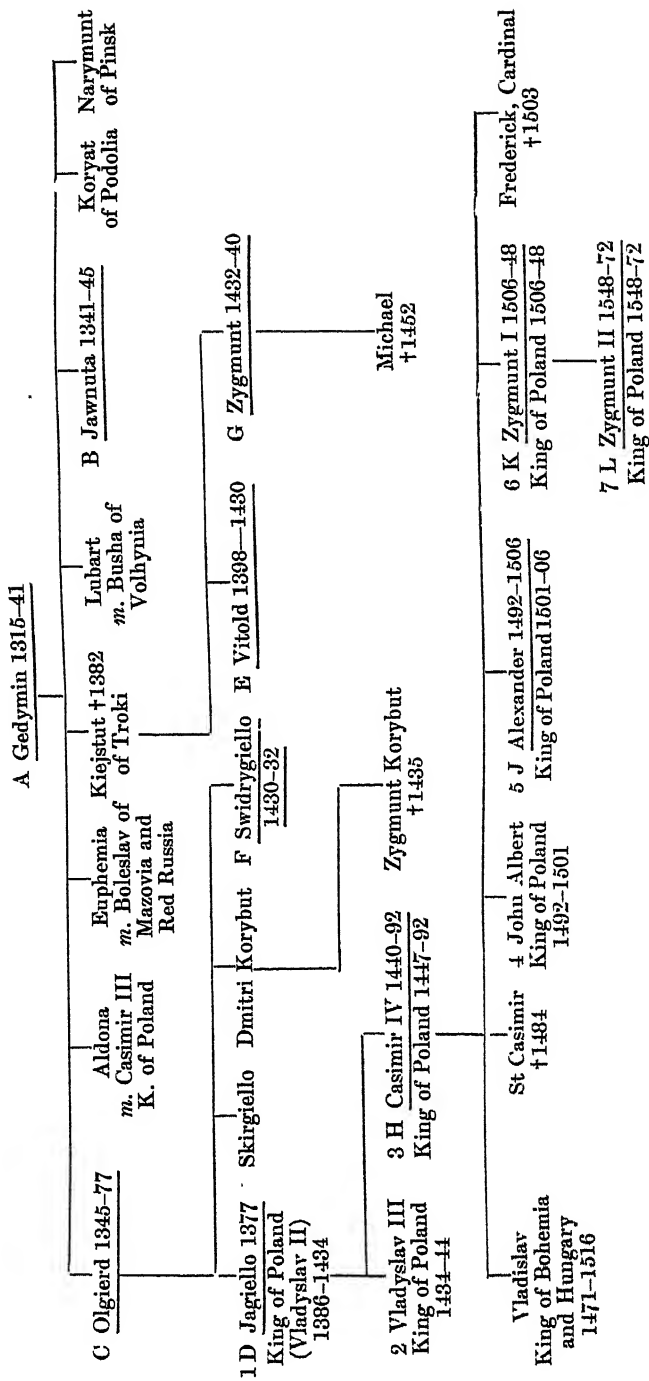 A Gedymin 1315–41
C Olgierd 1345–77
Aldona
m. Casimir III
K. of Poland
Euphemia
m. Boleslav of
Mazovia and
Red Russia
Kiejstut †1382
of Troki
Lubart
m. Busha of
Volhynia
B Jawnuta 1341–45
Koryat
of Podolia
Narymunt
of Pinsk
1 D Jagiello 1377
King of Poland
(Vladyslav II)
1386–1434
Skirgiello
Dmitri Korybut
F Swidrygiello
1430–32
E Vitold 1398—1430
G Zygmunt 1432–40
2 Vladyslav III
King of Poland
1434–44
3 H Casimir IV 1440–92
King of Poland 1447–92
Zygmunt Korybut
†1435
Michael
†1452
Vladislav
King of Bohemia
and Hungary
1471–1516
St Casimir
†1484
4 John Albert
King of Poland
1492–1501
5 J Alexander 1492–1506
King of Poland 1501–06
6 K Zygmunt I 1506–48
King of Poland 1506–48
Frederick, Cardinal
†1503
7 L Zygmunt II 1548–72
King of Poland 1548–72